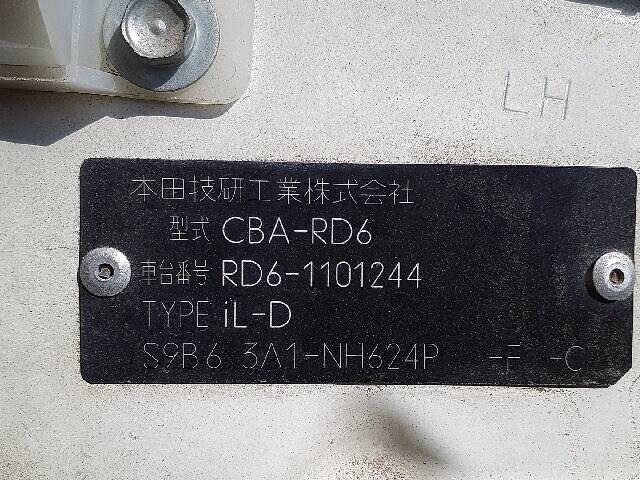 LH
本田技研工業株式会社
型式 CBA-RD6
車台番号 RD6-1101244
TYPE iL-D
S9B6 3A1-NH624P -F -C